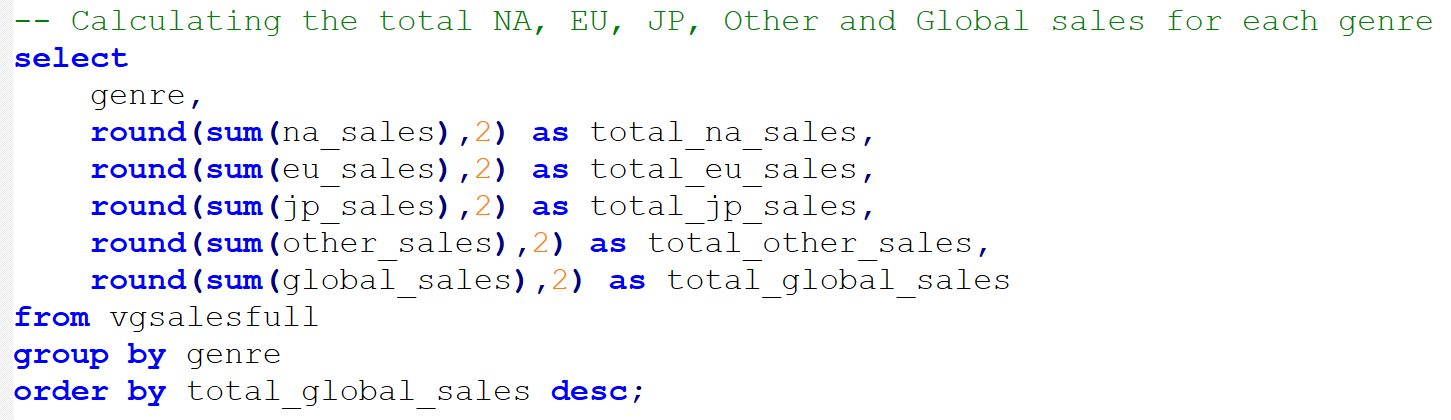 -- Calculating the total NA, EU, JP, Other and Global sales for each genre
select
    genre,
    round(sum(na_sales),2) as total_na_sales,
    round(sum(eu_sales),2) as total_eu_sales,
    round(sum(jp_sales),2) as total_jp_sales,
    round(sum(other_sales),2) as total_other_sales,
    round(sum(global_sales),2) as total_global_sales
from vgsalesfull
group by genre
order by total_global_sales desc;